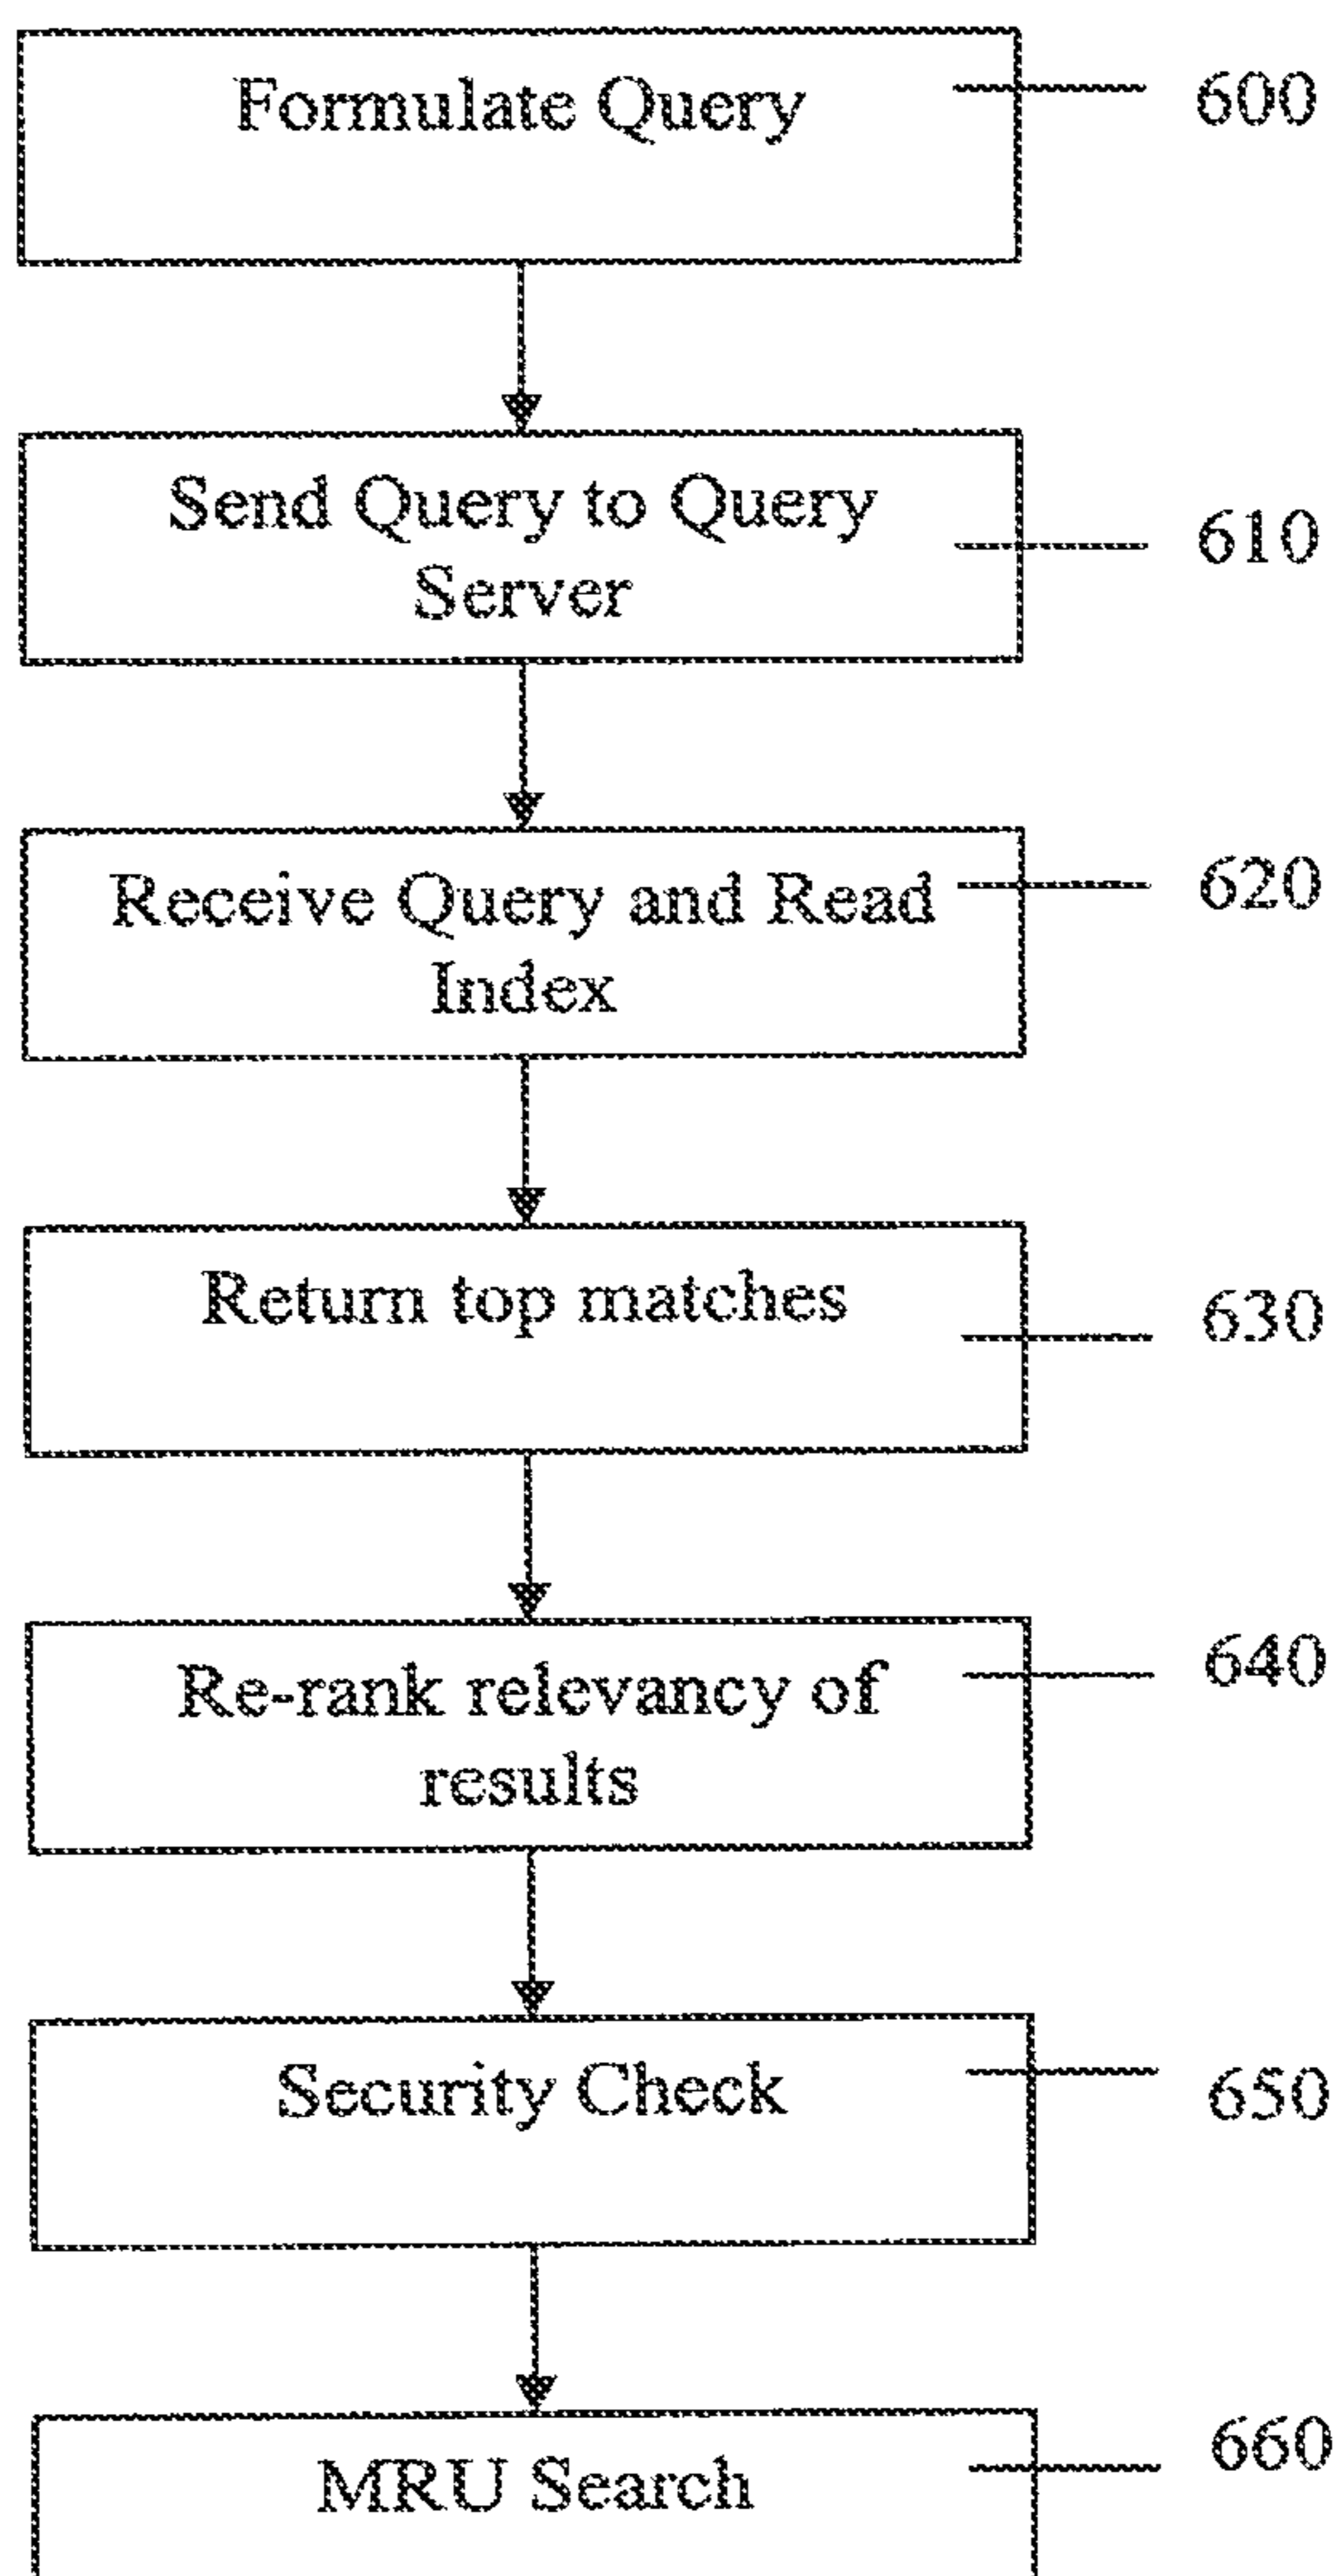 Formulate Query
600
Send Query to Query
Server
610
Receive Query and Read
Index
620
Return top matches
630
Re-rank relevancy of
results
640
Security Check
650
MRU Search
660